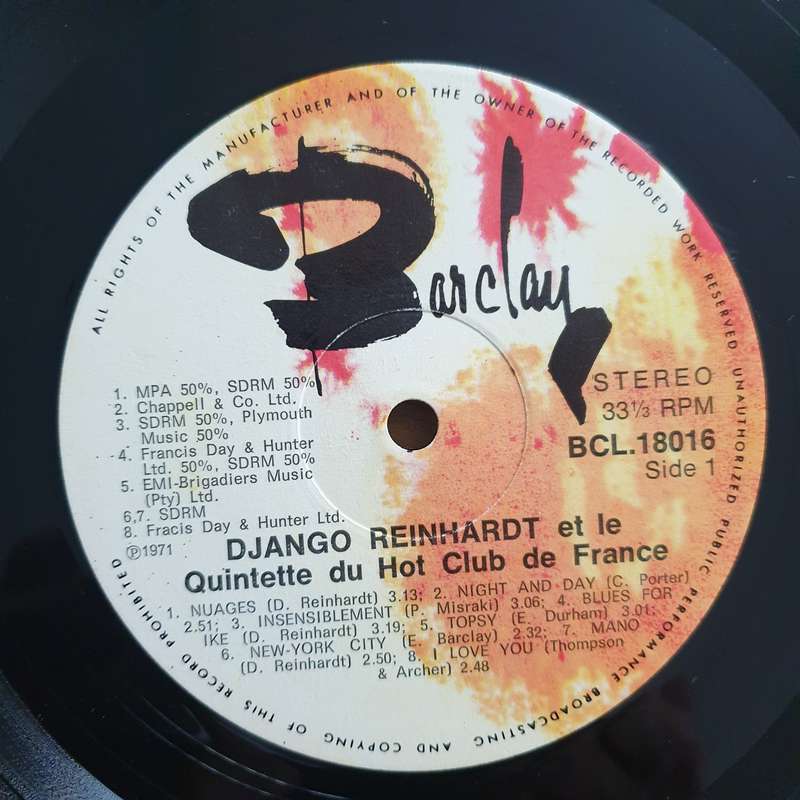 ALL RIGHTS OF THE MANUFACTURER AND OF THE OWNER OF THE RECORDED WORK RESERVED UNAUTHORIZED PUBLIC PERFORMANCE BROADCASTING AND COPYING OF THIS RECORD PROHIBITED
Barclay
STEREO
33⅓ RPM
BCL.18016
Side 1
1. MPA 50%, SDRM 50%
2. Chappell & Co. Ltd.
3. SDRM 50%, Plymouth
Music 50%
4. Francis Day & Hunter
Ltd. 50%, SDRM 50%
5. EMI-Brigadiers Music
(Pty) Ltd.
6,7. SDRM
8. Fracis Day & Hunter Ltd.
℗1971
DJANGO REINHARDT et le
Quintette du Hot Club de France
1. NUAGES (D. Reinhardt) 3.13; 2. NIGHT AND DAY (C. Porter)
2.51; 3. INSENSIBLEMENT (P. Misraki) 3.06; 4. BLUES FOR
IKE (D. Reinhardt) 3.19; 5. TOPSY (E. Durham) 3.01;
6. NEW-YORK CITY (E. Barclay) 2.32; 7. MANO
(D. Reinhardt) 2.50; 8. I LOVE YOU (Thompson
& Archer) 2.48